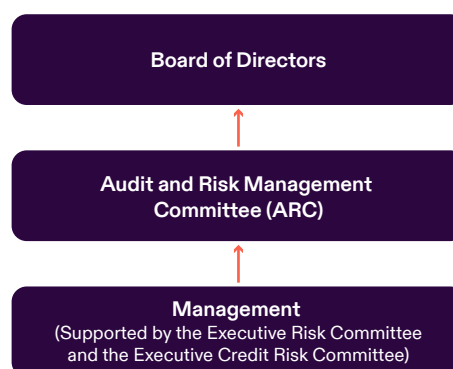 Board of Directors
Audit and Risk Management
Committee (ARC)
Management
(Supported by the Executive Risk Committee
and the Executive Credit Risk Committee)